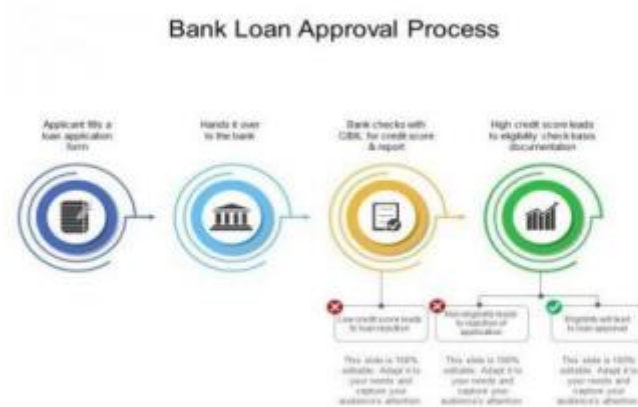 Bank Loan Approval Process
Applicant fills a
loan application
form
Hands it over
to the bank
Bank checks with
CIBIL for credit score
& report
High credit score leads
to eligibility check basis
documentation
Low credit score leads
to loan rejection
Non eligibility leads
to rejection of
application
Eligibility will lead
to loan approval
This slide is 100%
editable. Adapt it to
your needs and
capture your
audience's attention.
This slide is 100%
editable. Adapt it to
your needs and
capture your
audience's attention.
This slide is 100%
editable. Adapt it to
your needs and
capture your
audience's attention.